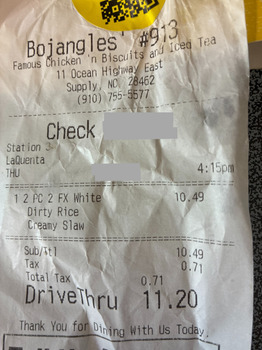 Bojangles' #913
Famous Chicken 'n Biscuits and Iced Tea
11 Ocean Highway East
Supply, NC 28462
(910) 755-5577
Check
Station 3
LaQuerita
THU 4:15pm
1 2 PC 2 FX White 10.49
Dirty Rice
Creamy Slaw
Sub/Ttl 10.49
Tax 0.71
Total Tax 0.71
DriveThru 11.20
Thank You for Dining With Us Today,